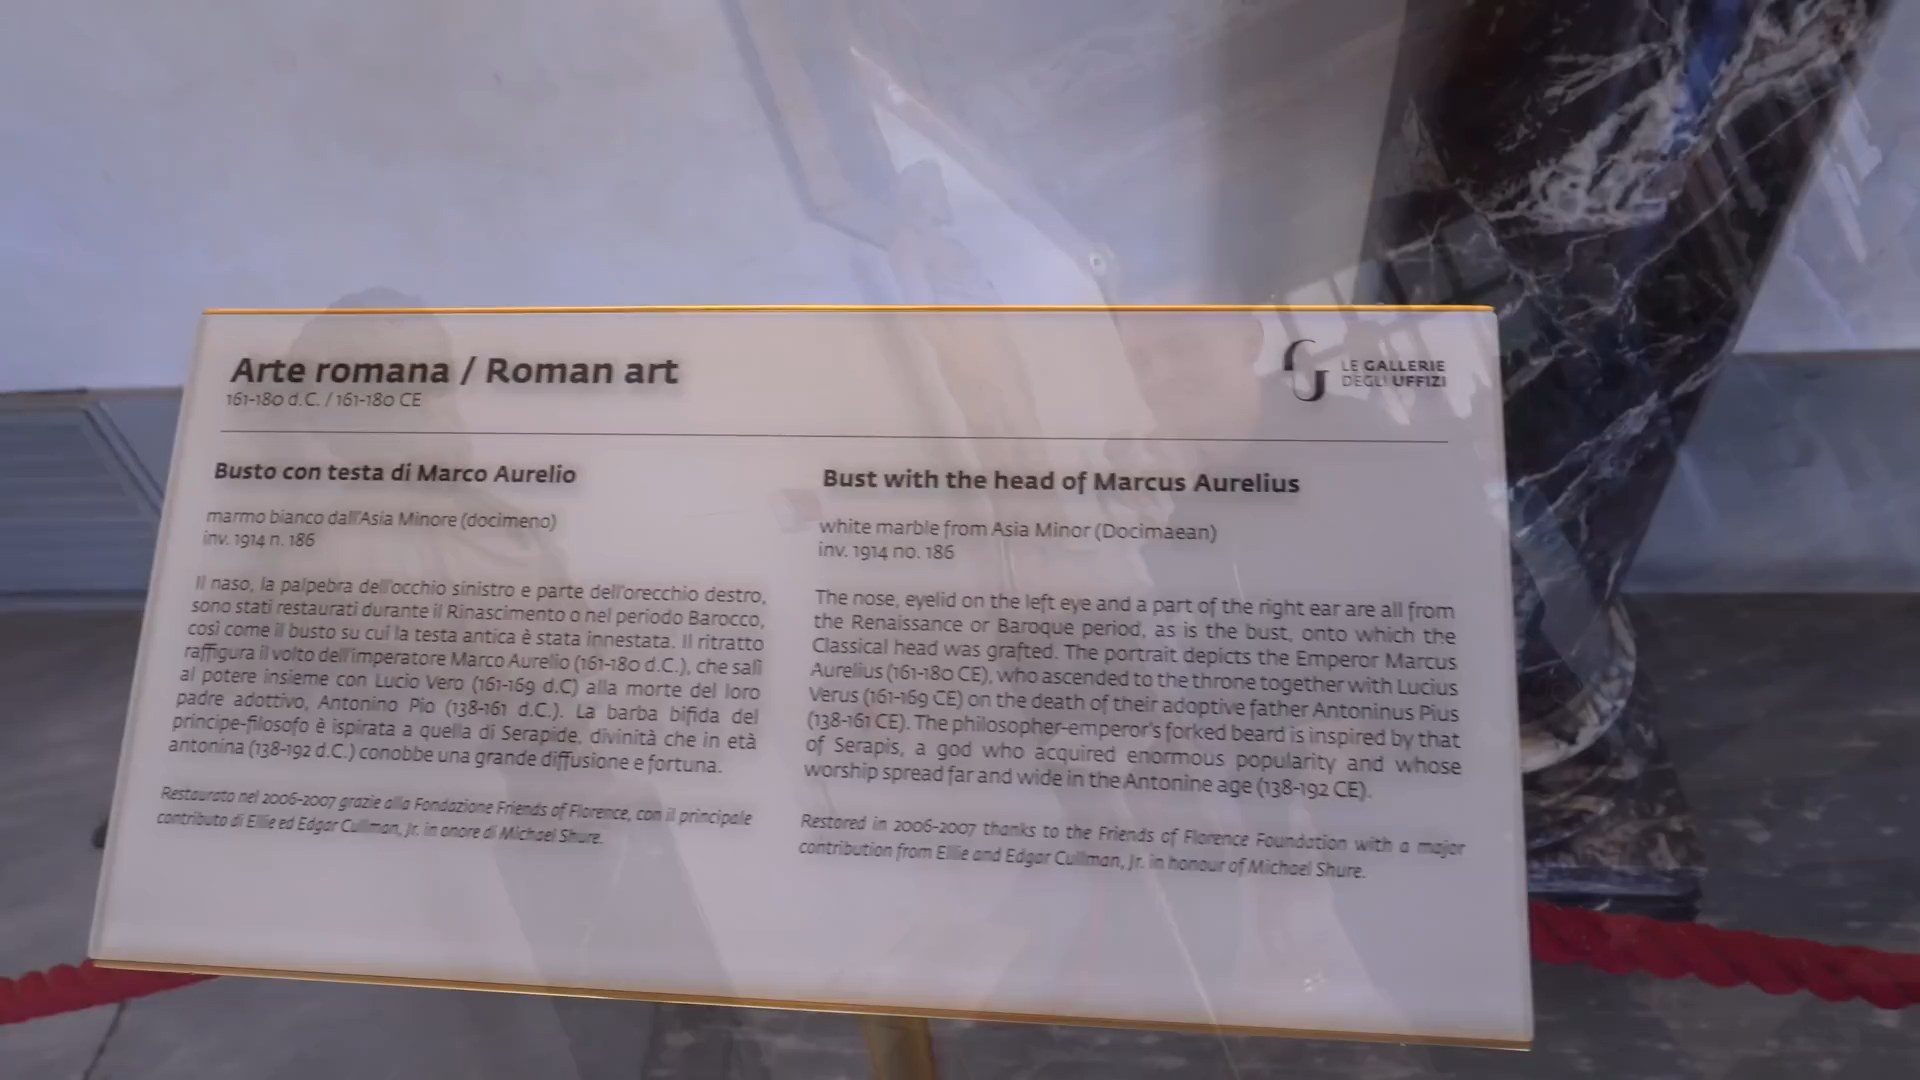 Arte romana / Roman art
161-180 d.C. / 161-180 CE
LE GALLERIE
DEGLI UFFIZI
Busto con testa di Marco Aurelio
marmo bianco dall'Asia Minore (docimeno)
inv. 1914 n. 186
Il naso, la palpebra dell'occhio sinistro e parte dell'orecchio destro,
sono stati restaurati durante il Rinascimento o nel periodo Barocco,
così come il busto su cui la testa antica è stata innestata. Il ritratto
raffigura il volto dell'imperatore Marco Aurelio (161-180 d.C.), che salì
al potere insieme con Lucio Vero (161-169 d.C) alla morte del loro
padre adottivo, Antonino Pio (138-161 d.C.). La barba bifida del
principe-filosofo è ispirata a quella di Serapide, divinità che in età
antonina (138-192 d.C.) conobbe una grande diffusione e fortuna.
Restaurato nel 2006-2007 grazie alla Fondazione Friends of Florence, con il principale
contributo di Ellie ed Edgar Cullman, Jr. in onore di Michael Shure.
Bust with the head of Marcus Aurelius
white marble from Asia Minor (Docimaean)
inv. 1914 no. 186
The nose, eyelid on the left eye and a part of the right ear are all from
the Renaissance or Baroque period, as is the bust, onto which the
Classical head was grafted. The portrait depicts the Emperor Marcus
Aurelius (161-180 CE), who ascended to the throne together with Lucius
Verus (161-169 CE) on the death of their adoptive father Antoninus Pius
(138-161 CE). The philosopher-emperor's forked beard is inspired by that
of Serapis, a god who acquired enormous popularity and whose
worship spread far and wide in the Antonine age (138-192 CE).
Restored in 2006-2007 thanks to the Friends of Florence Foundation with a major
contribution from Ellie and Edgar Cullman, Jr. in honour of Michael Shure.